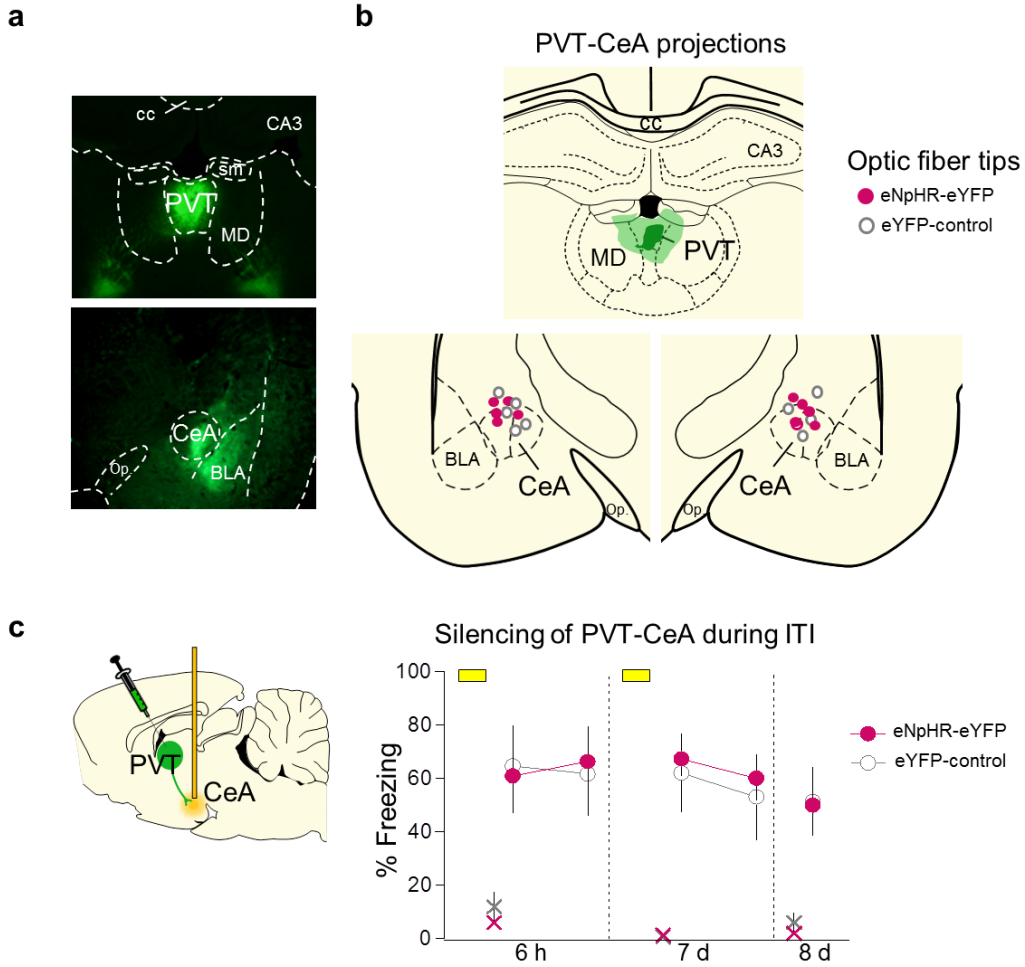 a
cc
CA3
sm
PVT
MD
CeA
Op.
BLA
b
PVT-CeA projections
cc
CA3
MD
PVT
Optic fiber tips
eNpHR-eYFP
eYFP-control
BLA
CeA
Op.
CeA
BLA
Op.
c
PVT
CeA
Silencing of PVT-CeA during ITI
% Freezing
100
80
60
40
20
0
6 h
7 d
8 d
eNpHR-eYFP
eYFP-control